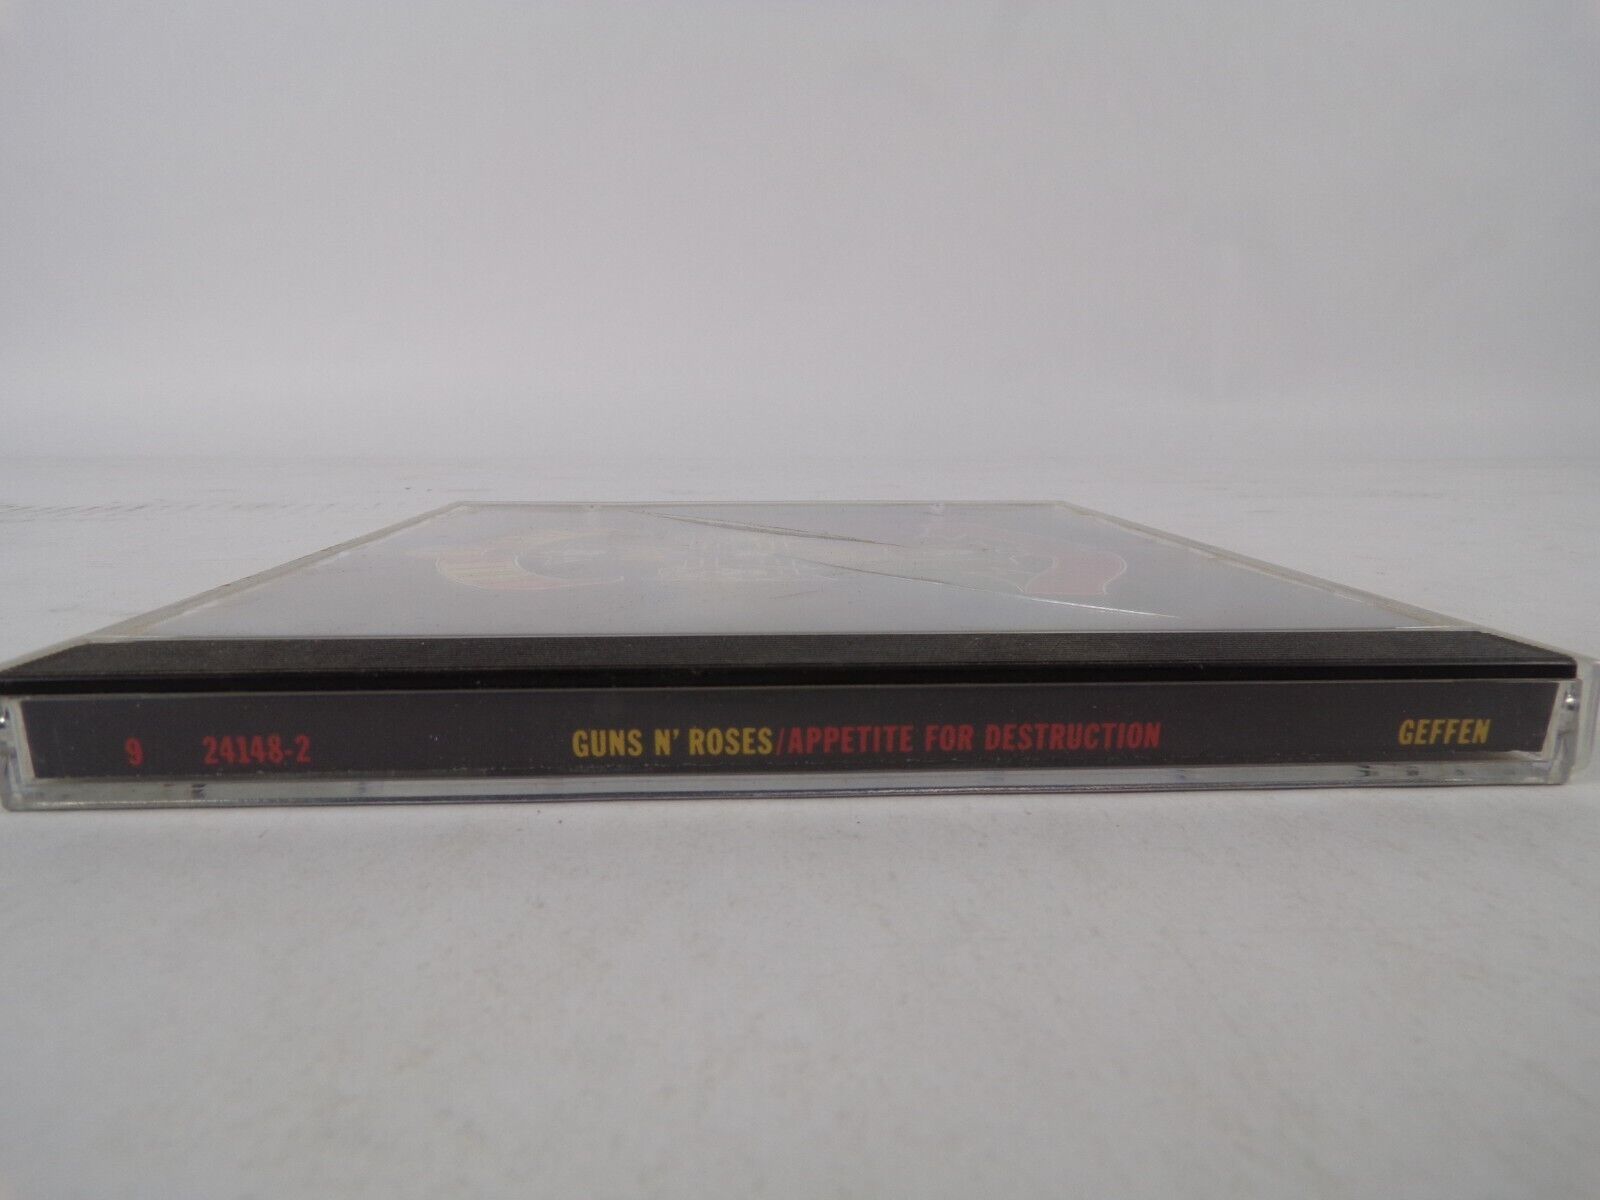 9 24148-2 GUNS N' ROSES/APPETITE FOR DESTRUCTION GEFFEN